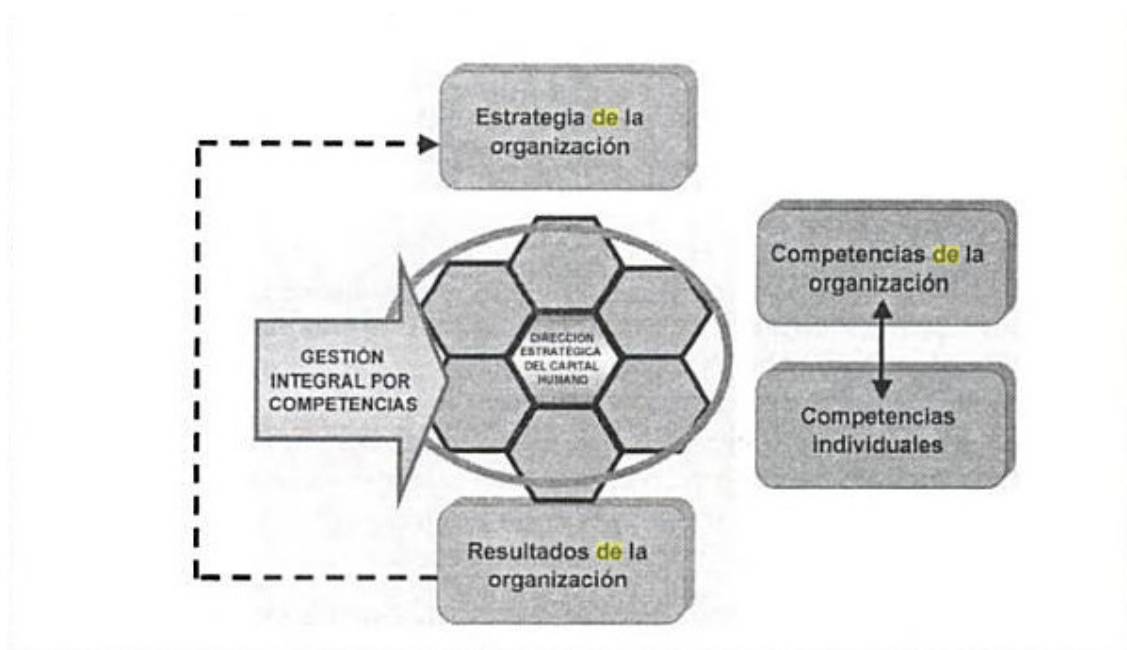 Estrategia de la
organización
Competencias de la
organización
DIRECCION
ESTRATÉGICA
DEL CAPITAL
HUMANO
GESTIÓN
INTEGRAL POR
COMPETENCIAS
Competencias
individuales
Resultados de la
organización